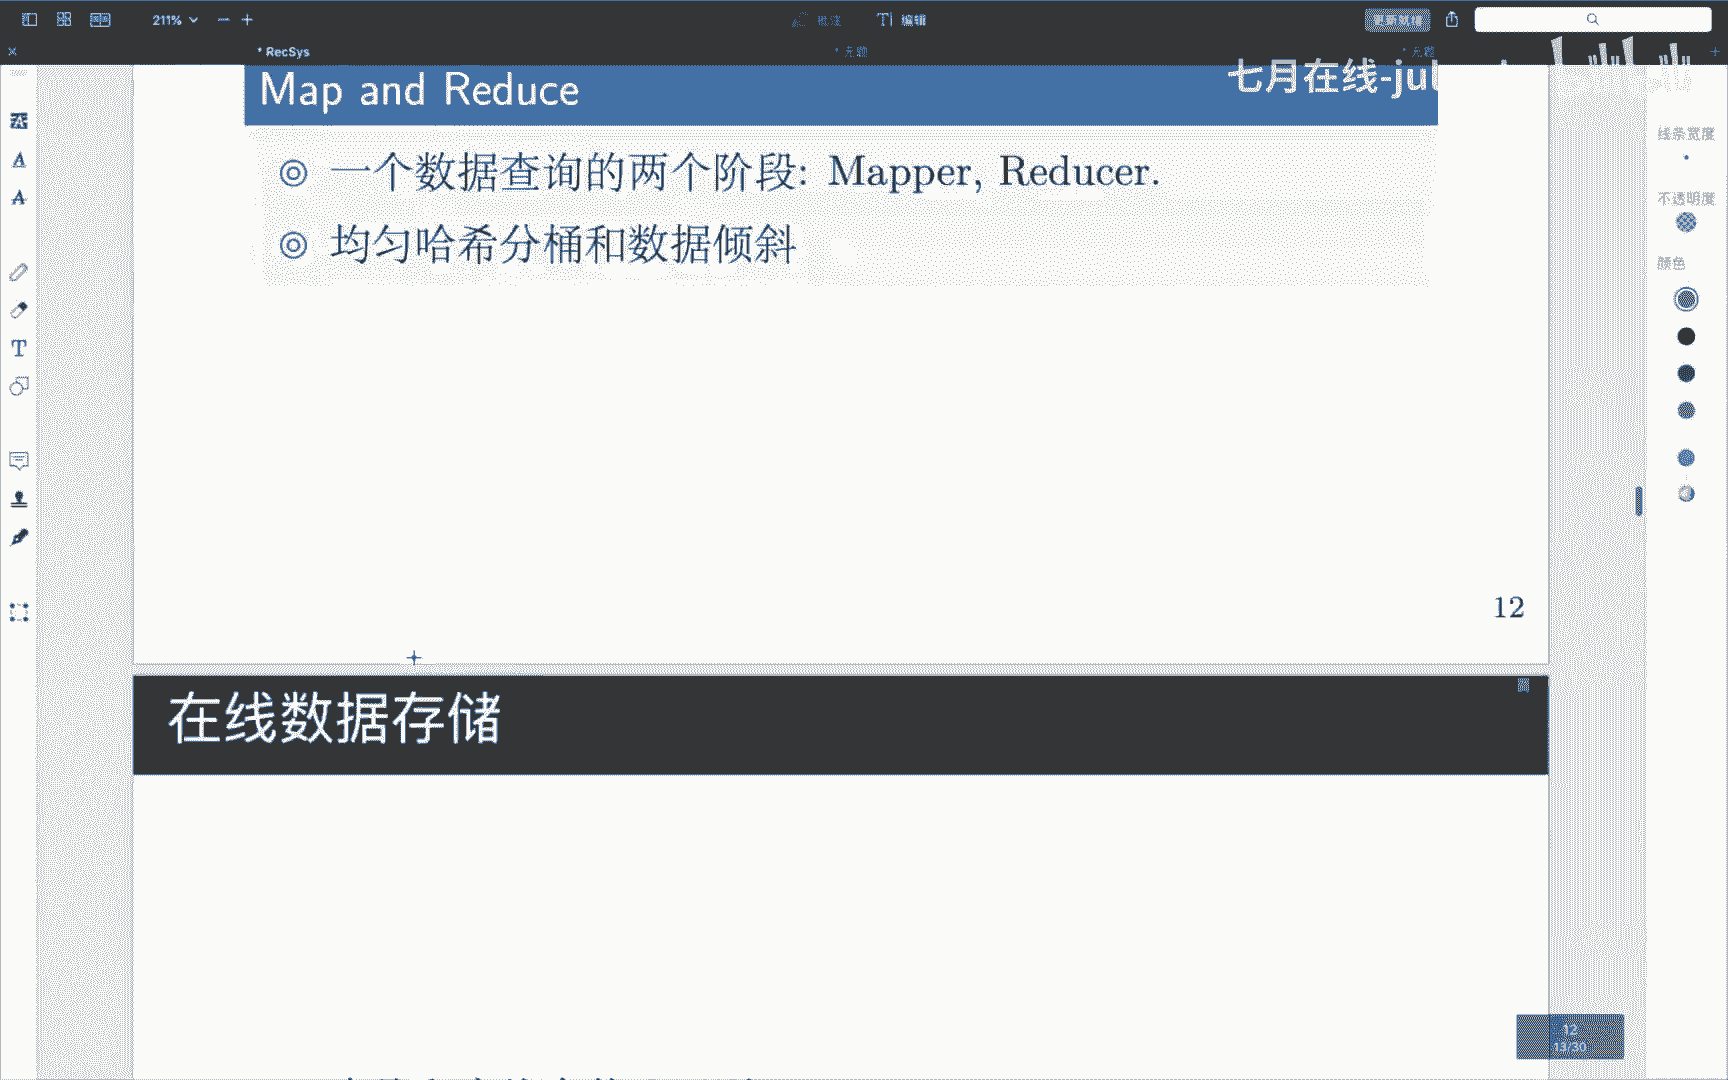 211%
批注
编辑
更新就绪
* RecSys
* 无题
* 无题
七月在线-jul
线条宽度
不透明度
颜色
Map and Reduce
一个数据查询的两个阶段: Mapper, Reducer.
均匀哈希分桶和数据倾斜
12
在线数据存储
12
13/30